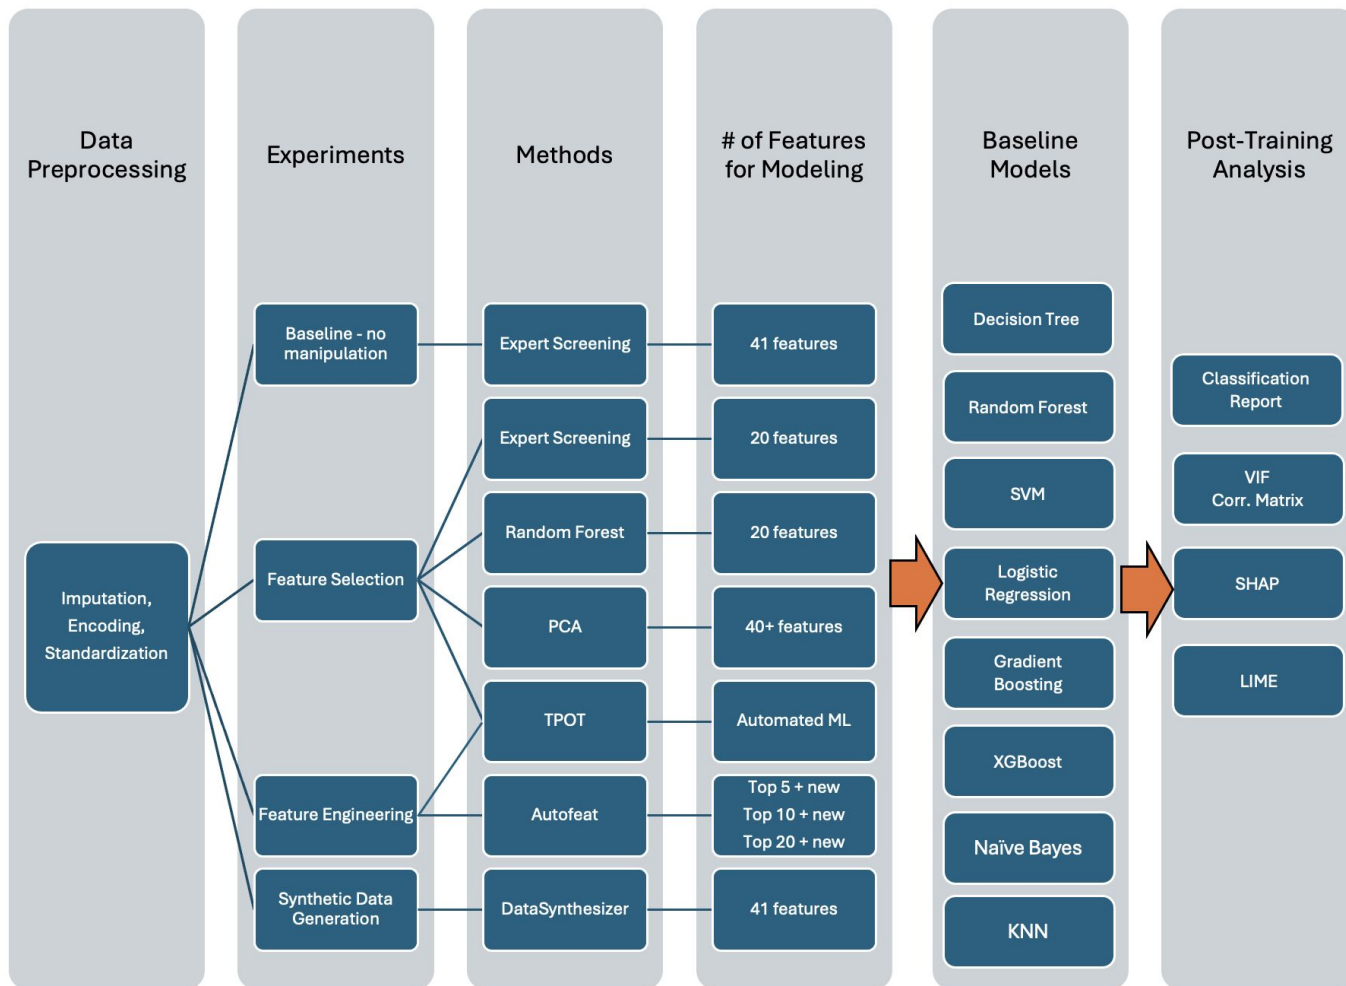 Data
Preprocessing
Experiments
Methods
# of Features
for Modeling
Baseline
Models
Post-Training
Analysis
Imputation,
Encoding,
Standardization
Baseline - no
manipulation
Feature Selection
Feature Engineering
Synthetic Data
Generation
Expert Screening
Expert Screening
Random Forest
PCA
TPOT
Autofeat
DataSynthesizer
41 features
20 features
20 features
40+ features
Automated ML
Top 5 + new
Top 10 + new
Top 20 + new
41 features
Decision Tree
Random Forest
SVM
Logistic
Regression
Gradient
Boosting
XGBoost
Naïve Bayes
KNN
Classification
Report
VIF
Corr. Matrix
SHAP
LIME